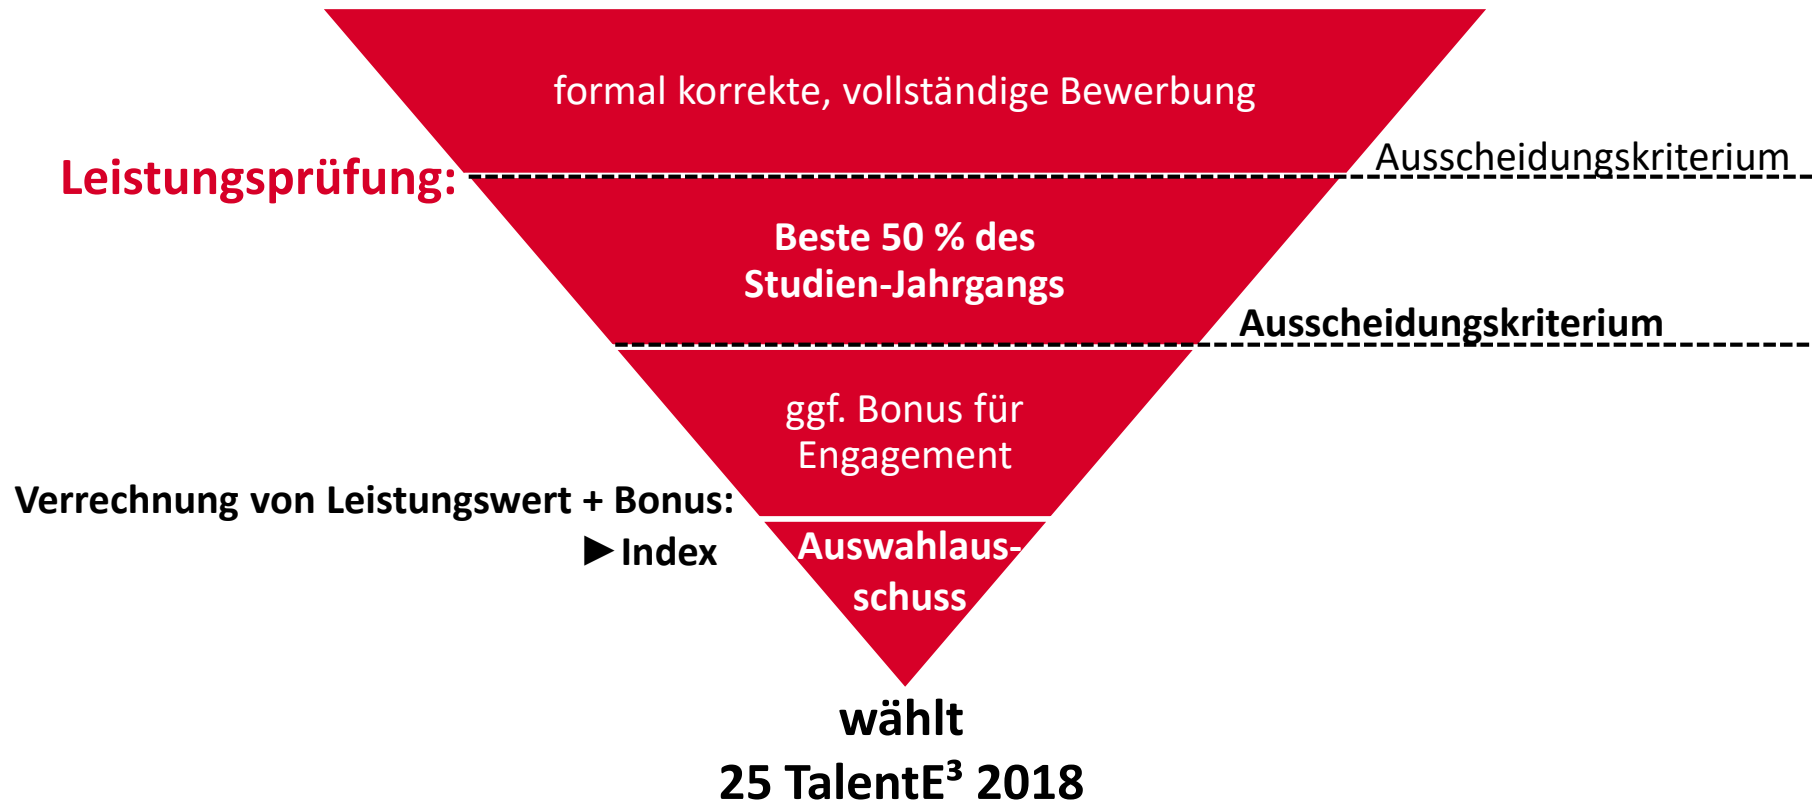 formal korrekte, vollständige Bewerbung
Ausscheidungskriterium
Leistungsprüfung:
Beste 50 % des
Studien-Jahrgangs
Ausscheidungskriterium
ggf. Bonus für
Engagement
Verrechnung von Leistungswert + Bonus:
►Index
Auswahlaus-
schuss
wählt
25 TalentE³ 2018